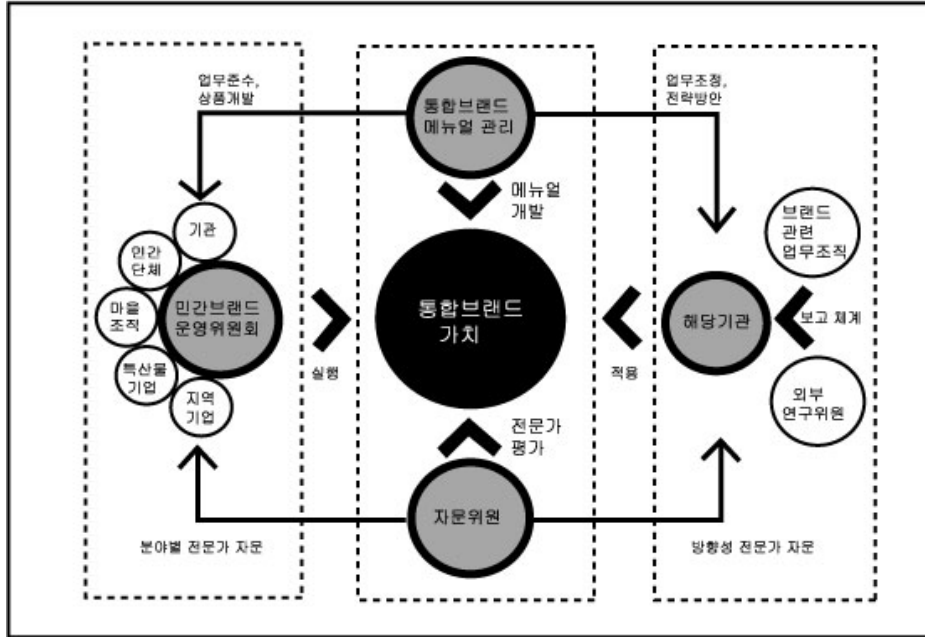 업무준수,
상품개발
통합브랜드
메뉴얼 관리
업무조정,
전략방안
메뉴얼
개발
기관
민간
단체
마을
조직
특산물
기업
지역
기업
민간브랜드
운영위원회
실행
통합브랜드
가치
적용
해당기관
브랜드
관련
업무조직
보고 체계
외부
연구위원
전문가
평가
자문위원
분야별 전문가 자문
방향성 전문가 자문